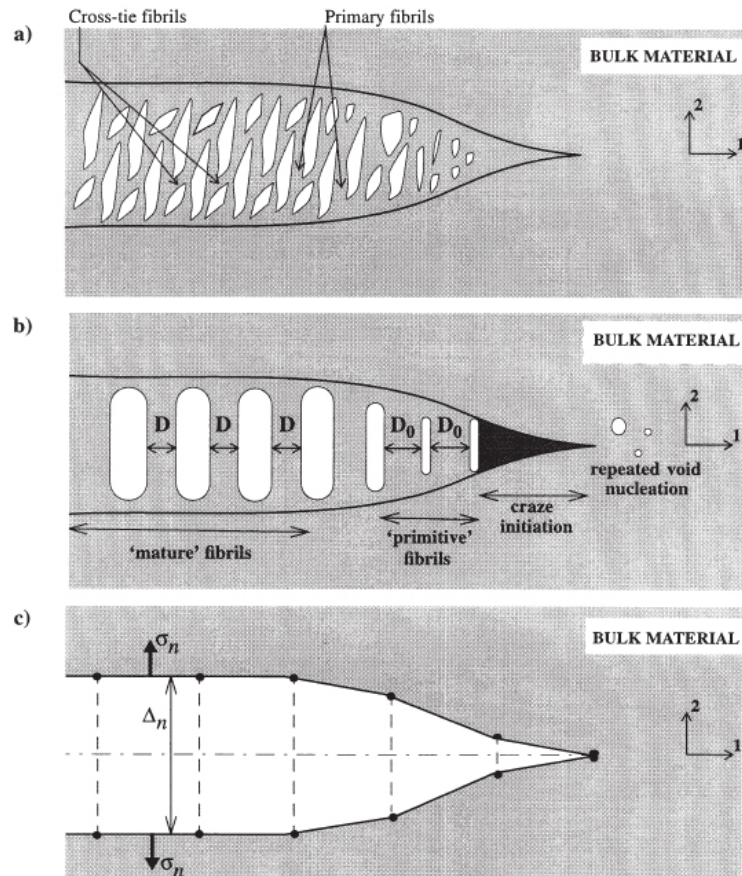 Cross-tie fibrils
Primary fibrils
a)
BULK MATERIAL
2
1
b)
BULK MATERIAL
D D D D₀ D₀
2
1
repeated void
nucleation
craze
initiation
'mature' fibrils
'primitive'
fibrils
c)
σₙ
BULK MATERIAL
Δₙ
2
1
σₙ